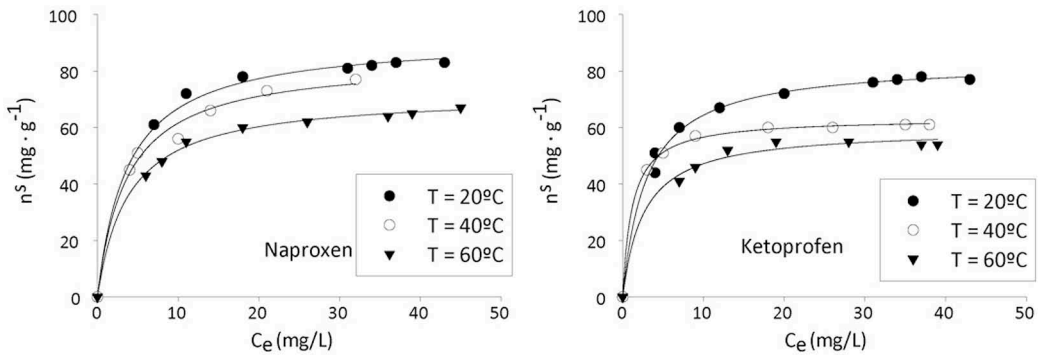 100
80
60
40
20
0
nˢ (mg · g⁻¹)
0 10 20 30 40 50
Cₑ (mg/L)
Naproxen
T = 20ºC
T = 40ºC
T = 60ºC
100
80
60
40
20
0
nˢ (mg · g⁻¹)
0 10 20 30 40 50
Cₑ (mg/L)
Ketoprofen
T = 20ºC
T = 40ºC
T = 60ºC